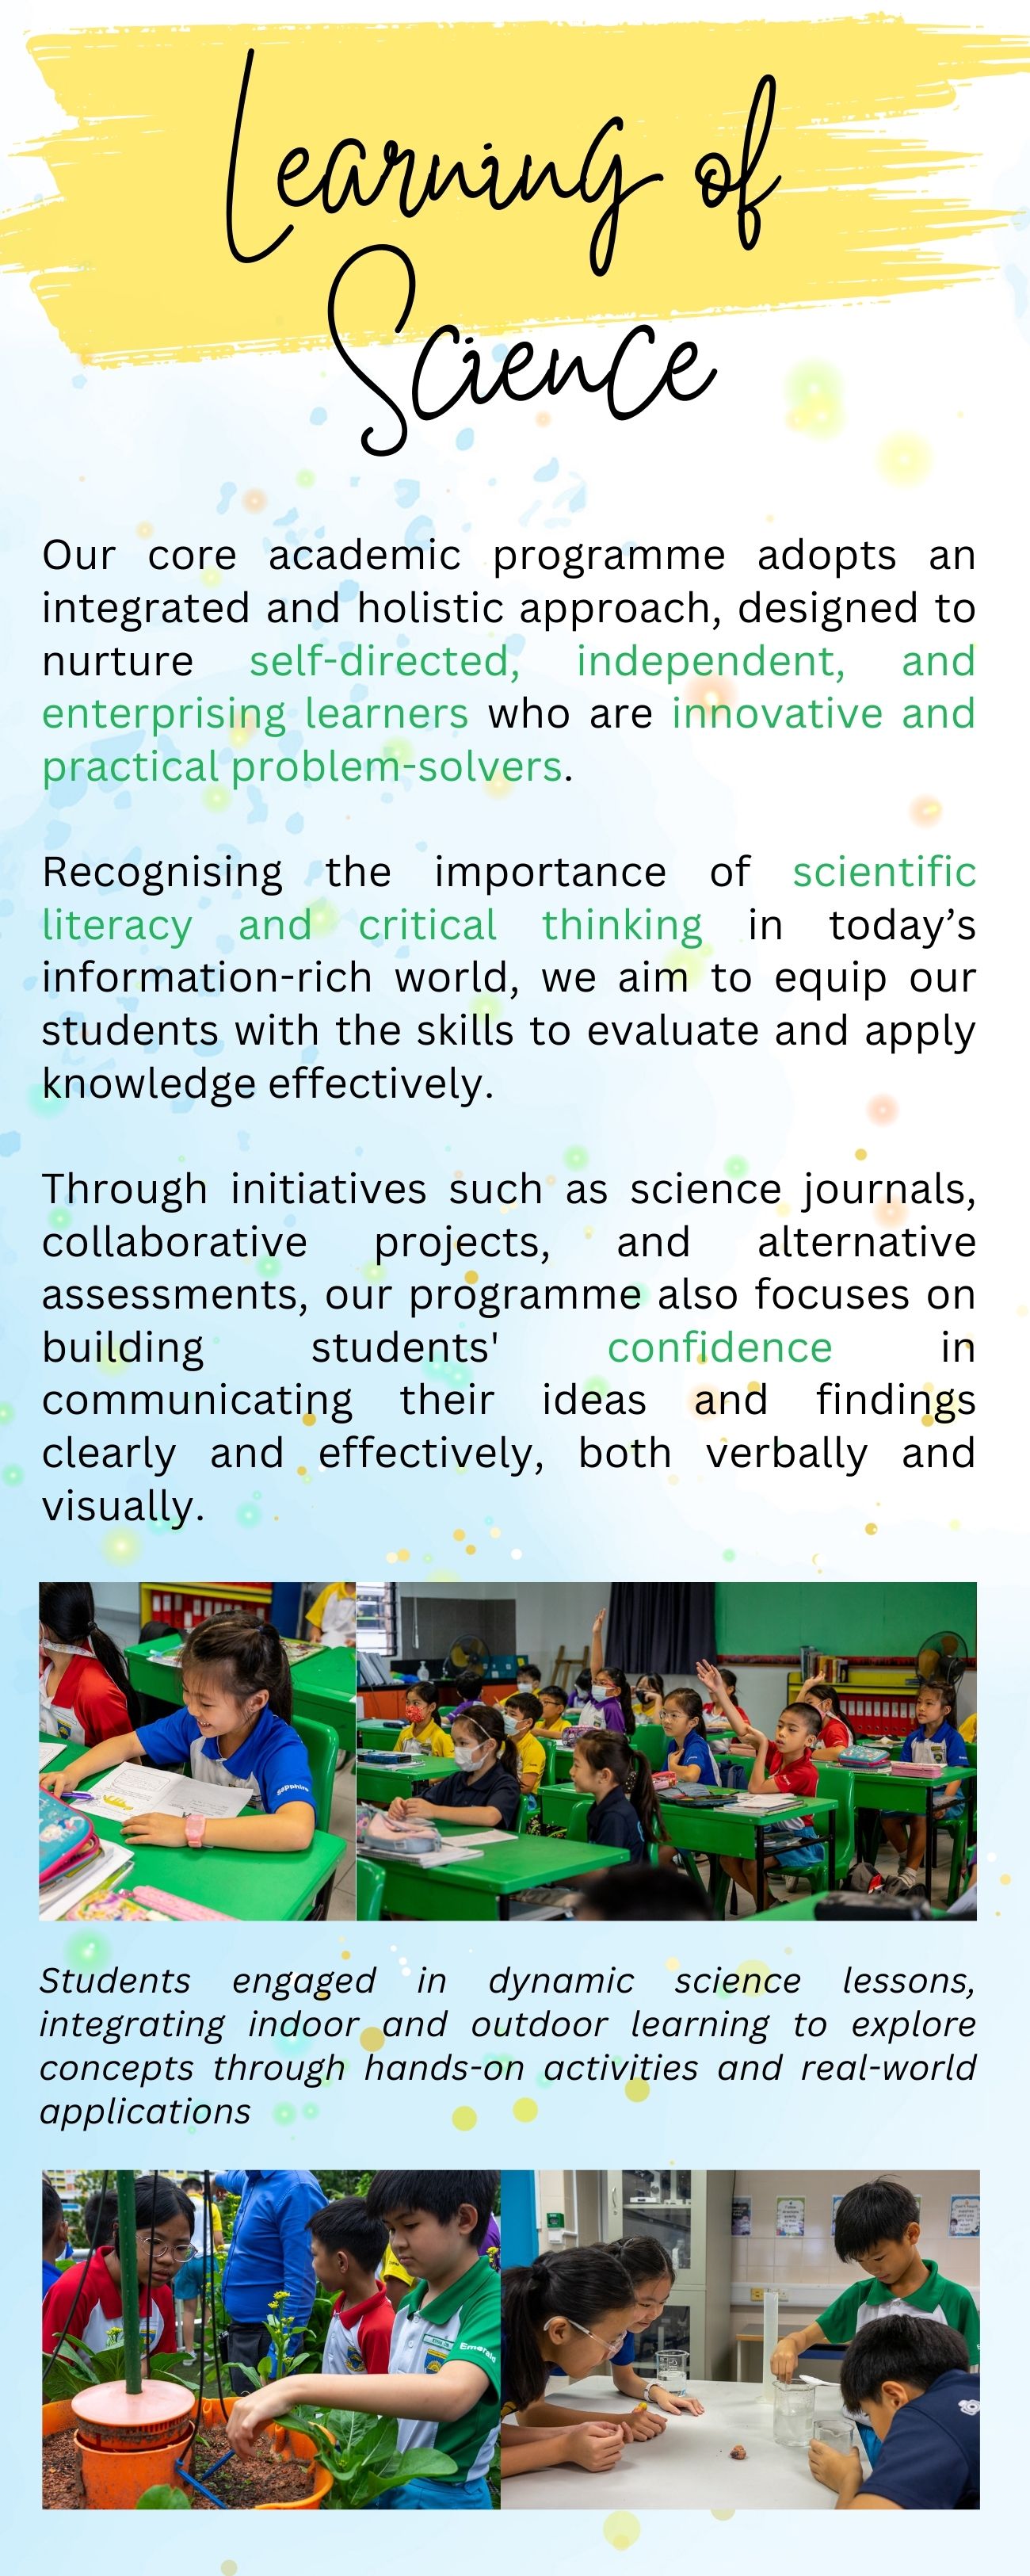 Learning of
Science
Our core academic programme adopts an
integrated and holistic approach, designed to
nurture self-directed, independent, and
enterprising learners who are innovative and
practical problem-solvers.
Recognising the importance of scientific
literacy and critical thinking in today’s
information-rich world, we aim to equip our
students with the skills to evaluate and apply
knowledge effectively.
Through initiatives such as science journals,
collaborative projects, and alternative
assessments, our programme also focuses on
building students' confidence in
communicating their ideas and findings
clearly and effectively, both verbally and
visually.
Sapphire
Students engaged in dynamic science lessons,
integrating indoor and outdoor learning to explore
concepts through hands-on activities and real-world
applications
Emerald